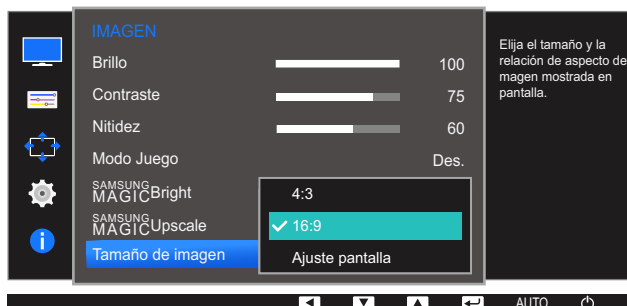 IMAGEN
Brillo 100
Contraste 75
Nitidez 60
Modo Juego Des.
SAMSUNG MAGIC Bright
SAMSUNG MAGIC Upscale
Tamaño de imagen
4:3
16:9
Ajuste pantalla
Elija el tamaño y la
relación de aspecto de
magen mostrada en
pantalla.
AUTO